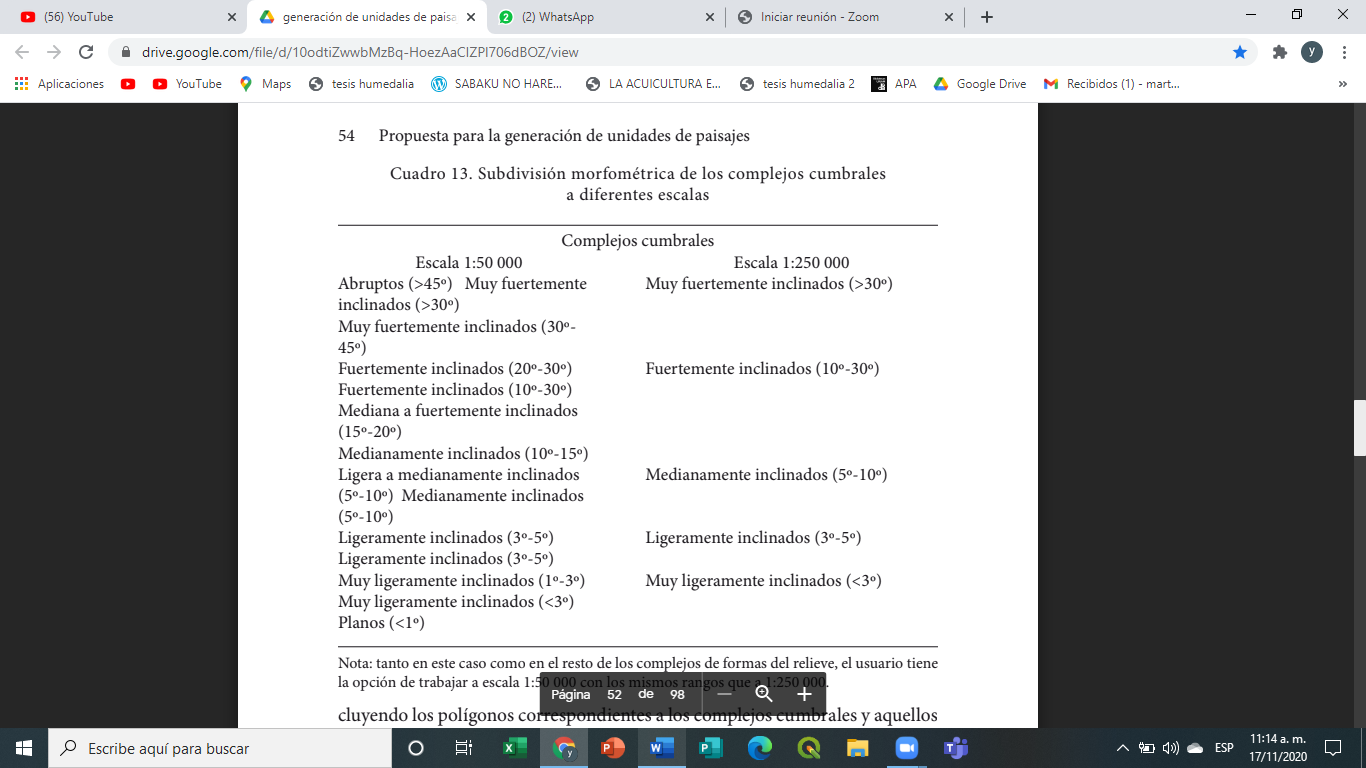 (56) YouTube
generación de unidades de paisa
(2) WhatsApp
Iniciar reunión - Zoom
drive.google.com/file/d/10odtiZwwbMzBq-HoezAaCIZPI706dBOZ/view
y
Aplicaciones
YouTube
Maps
tesis humedalia
SABAKU NO HARE...
LA ACUICULTURA E...
tesis humedalia 2
APA
Google Drive
Recibidos (1) - mart...
»
54 Propuesta para la generación de unidades de paisajes
Cuadro 13. Subdivisión morfométrica de los complejos cumbrales
a diferentes escalas
Complejos cumbrales
Escala 1:50 000 Escala 1:250 000
Abruptos (>45º) Muy fuertemente Muy fuertemente inclinados (>30º)
inclinados (>30º)
Muy fuertemente inclinados (30º-
45º)
Fuertemente inclinados (20º-30º) Fuertemente inclinados (10º-30º)
Fuertemente inclinados (10º-30º)
Mediana a fuertemente inclinados
(15º-20º)
Medianamente inclinados (10º-15º)
Ligera a medianamente inclinados Medianamente inclinados (5º-10º)
(5º-10º) Medianamente inclinados
(5º-10º)
Ligeramente inclinados (3º-5º) Ligeramente inclinados (3º-5º)
Ligeramente inclinados (3º-5º)
Muy ligeramente inclinados (1º-3º) Muy ligeramente inclinados (<3º)
Muy ligeramente inclinados (<3º)
Planos (<1º)
Nota: tanto en este caso como en el resto de los complejos de formas del relieve, el usuario tiene
la opción de trabajar a escala 1:50 000 con los mismos rangos que a 1:250 000.
Página 52 de 98
cluyendo los polígonos correspondientes a los complejos cumbrales y aquellos
Escribe aquí para buscar
ESP
11:14 a. m.
17/11/2020